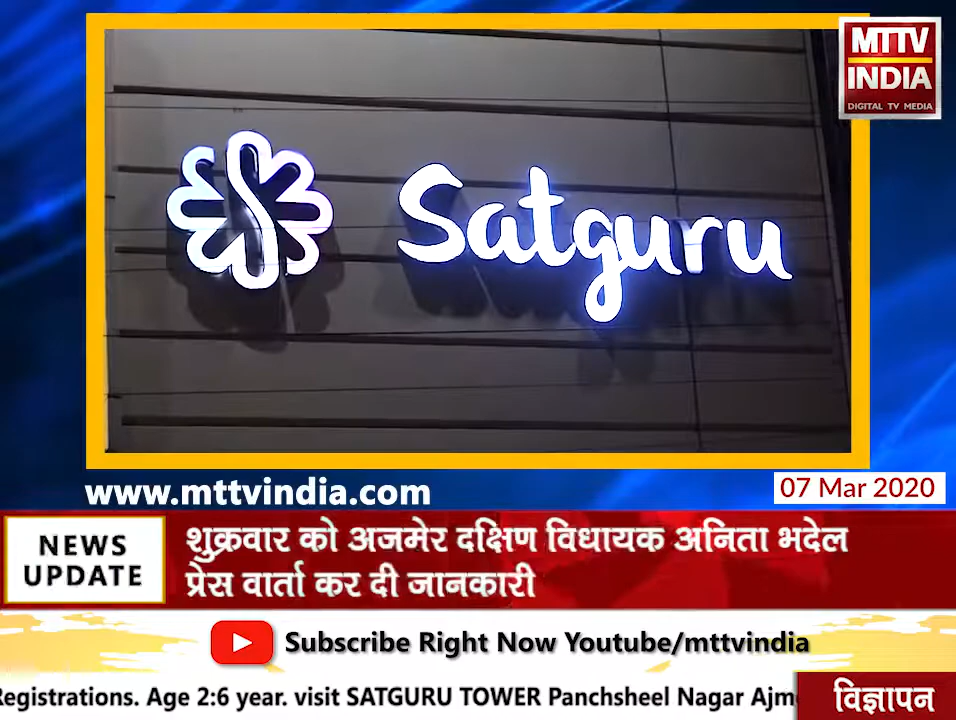 MTTV
INDIA
DIGITAL TV MEDIA
Satguru
www.mttvindia.com
07 Mar 2020
NEWS
UPDATE
शुक्रवार को अजमेर दक्षिण विधायक अनिता भदेल
प्रेस वार्ता कर दी जानकारी
Subscribe Right Now Youtube/mttvindia
Registrations. Age 2:6 year. visit SATGURU TOWER Panchsheel Nagar Ajm
विज्ञापन